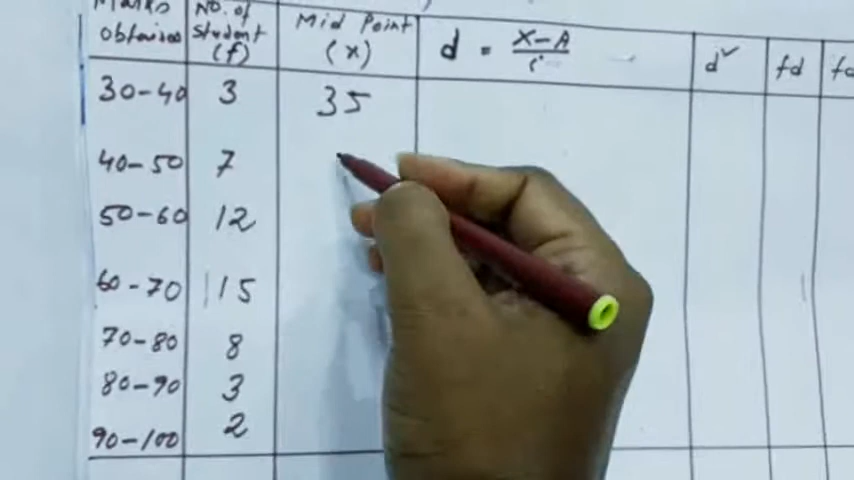 Marks obtained
No. of Student (f)
Mid Point (x)
d = X-A / i
d²
fd
30-40 3 35
40-50 7
50-60 12
60-70 15
70-80 8
80-90 3
90-100 2